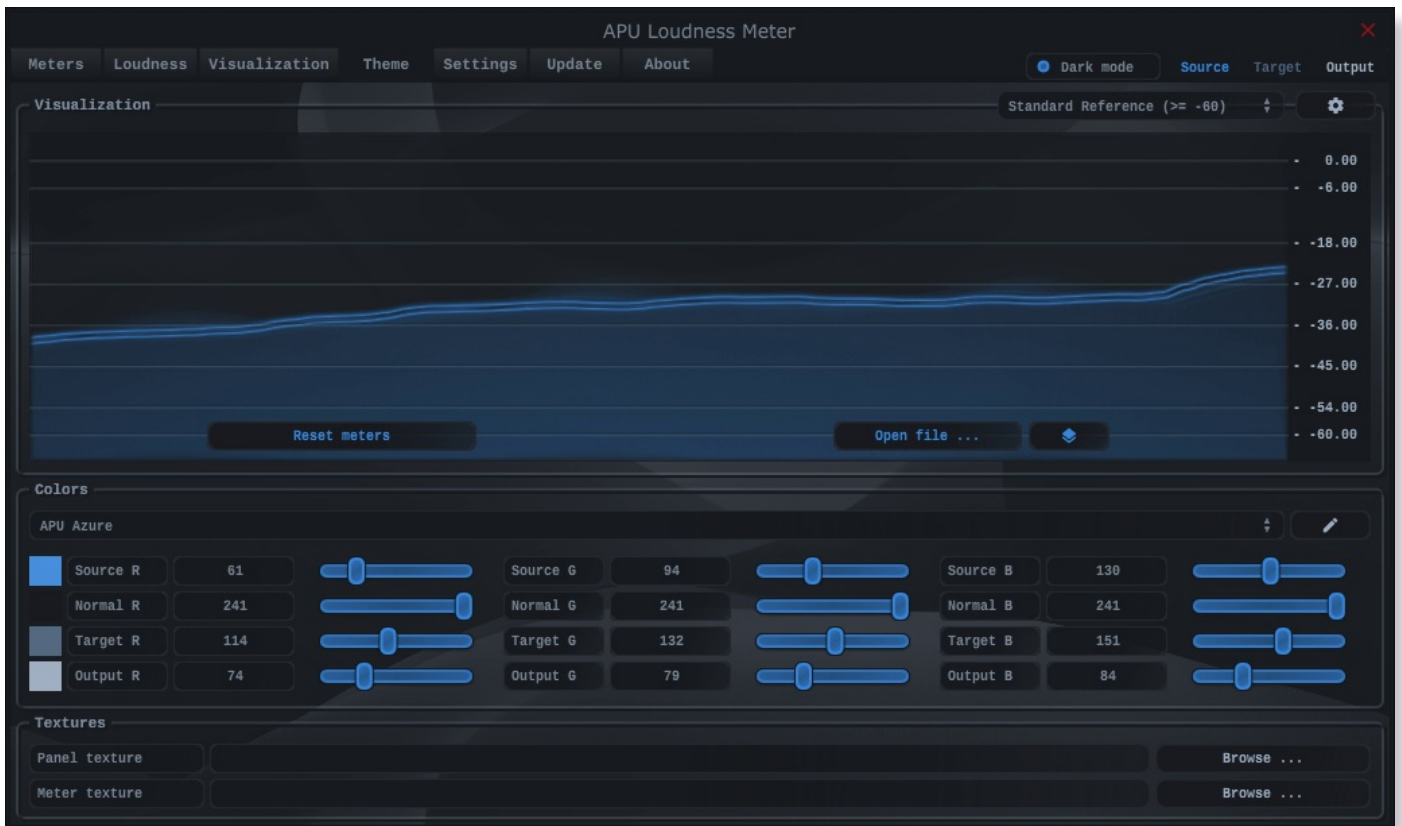 APU Loudness Meter
Meters Loudness Visualization Theme Settings Update About Dark mode Source Target Output
Visualization Standard Reference (>= -60)
- 0.00
- -6.00
- -18.00
- -27.00
- -36.00
- -45.00
- -54.00
Reset meters Open file ... - -60.00
Colors
APU Azure
Source R 61 Source G 94 Source B 130
Normal R 241 Normal G 241 Normal B 241
Target R 114 Target G 132 Target B 151
Output R 74 Output G 79 Output B 84
Textures
Panel texture Browse ...
Meter texture Browse ...